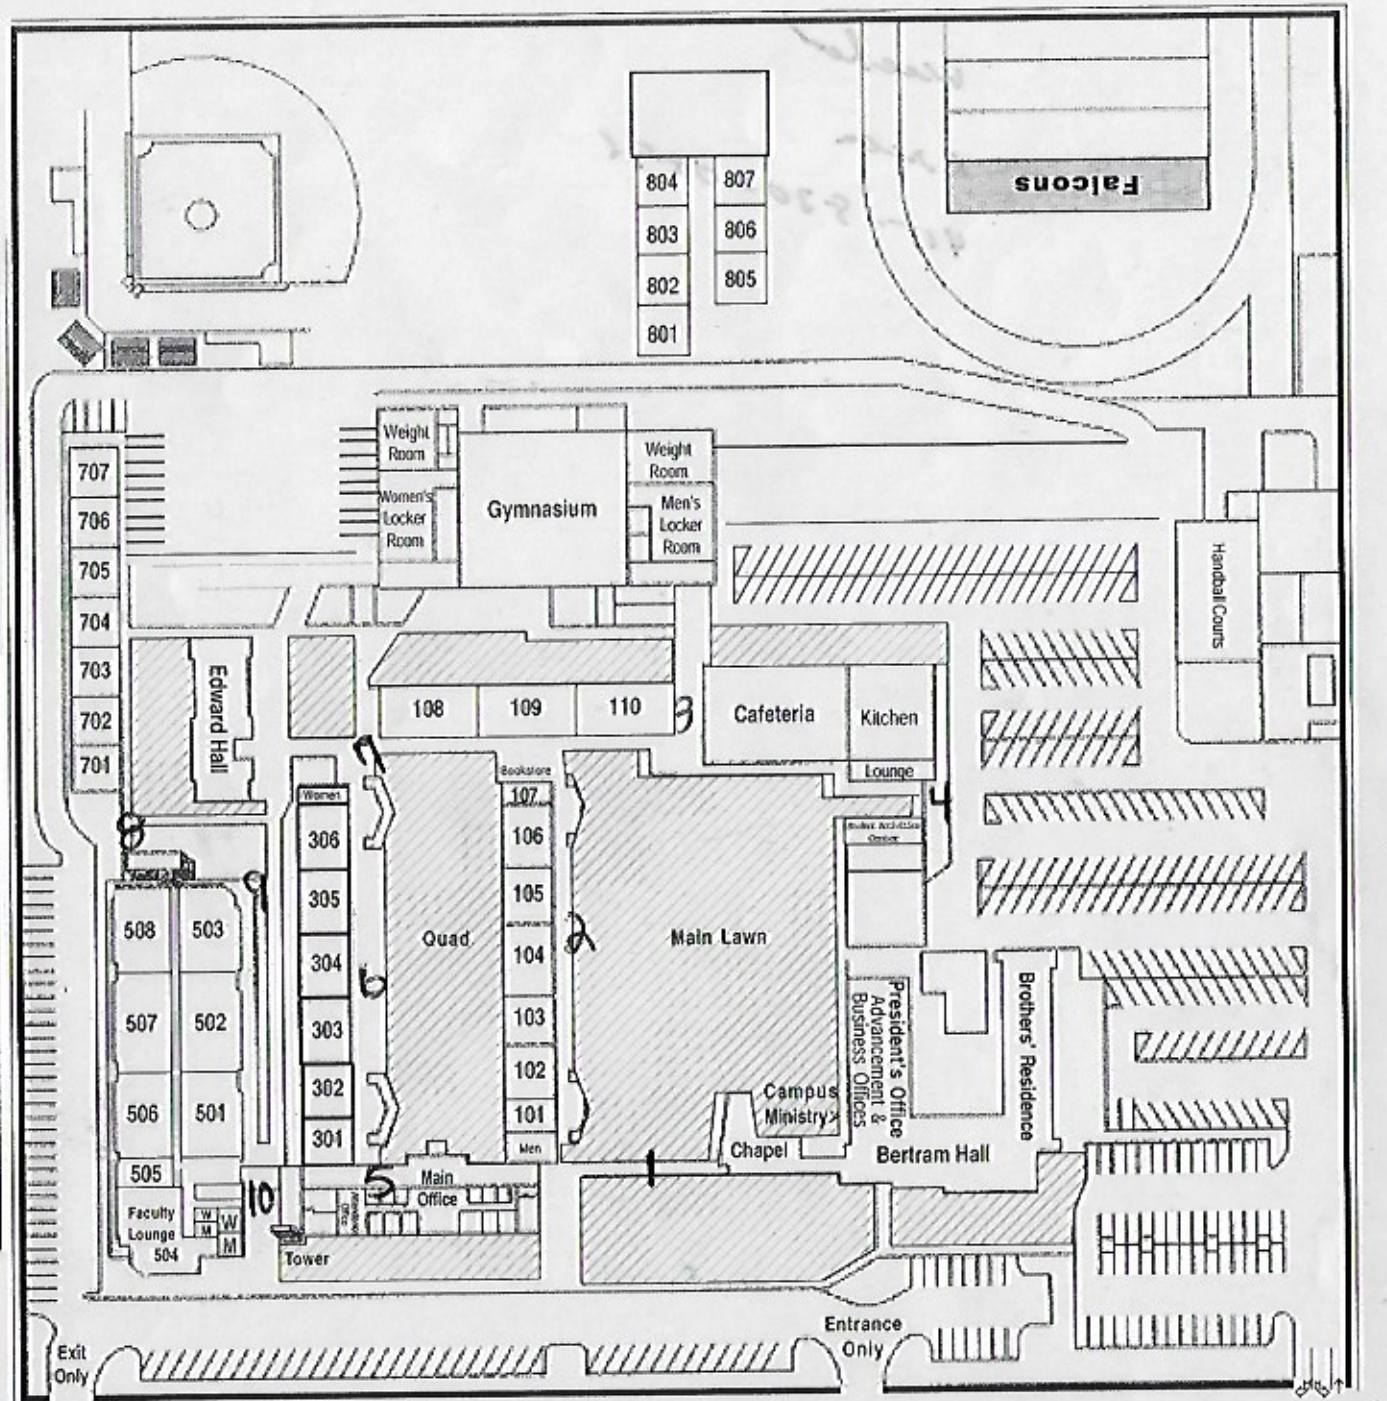 804
807
803
806
802
805
801
Falcons
707
706
705
704
703
702
701
Weight
Room
Women's
Locker
Room
Gymnasium
Weight
Room
Men's
Locker
Room
Handball Courts
Edward Hall
108
109
110
3
Cafeteria
Kitchen
Lounge
4
7
8
9
Women
306
305
304
303
302
301
6
Quad
Bookstore
107
106
105
104
103
102
101
Men
2
Main Lawn
508
503
507
502
506
501
505
Faculty
Lounge
504
W
M
W
M
10
5
Main
Office
Tower
1
Campus
Ministry>
Chapel
President's Office
Advancement &
Business Offices
Brothers' Residence
Bertram Hall
Exit
Only
Entrance
Only